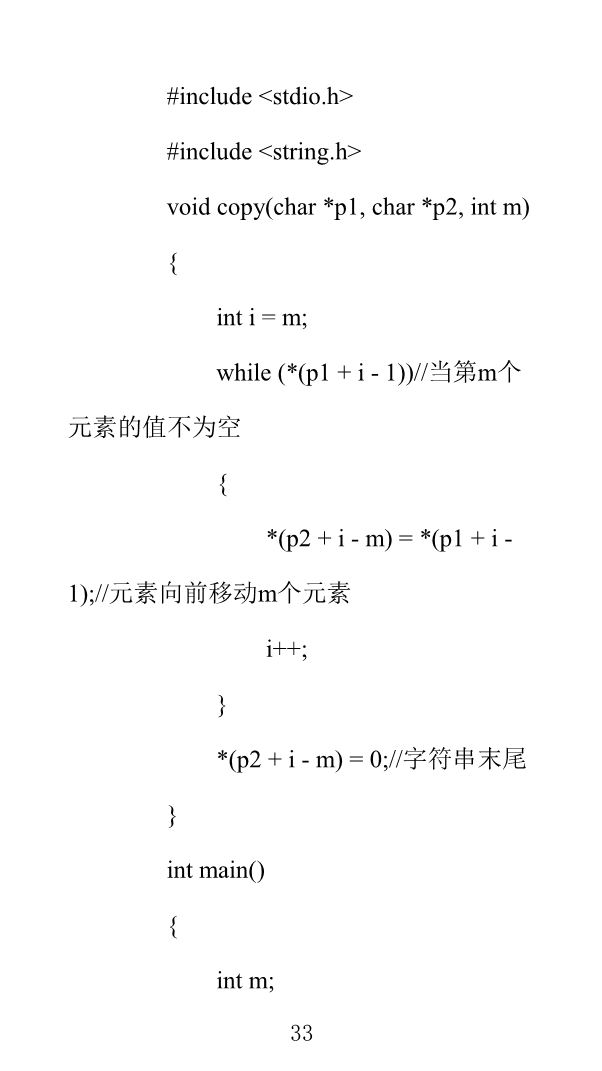 #include <stdio.h>
#include <string.h>
void copy(char *p1, char *p2, int m)
{
int i = m;
while (*(p1 + i - 1))//当第m个
元素的值不为空
{
*(p2 + i - m) = *(p1 + i -
1);//元素向前移动m个元素
i++;
}
*(p2 + i - m) = 0;//字符串末尾
}
int main()
{
int m;
33